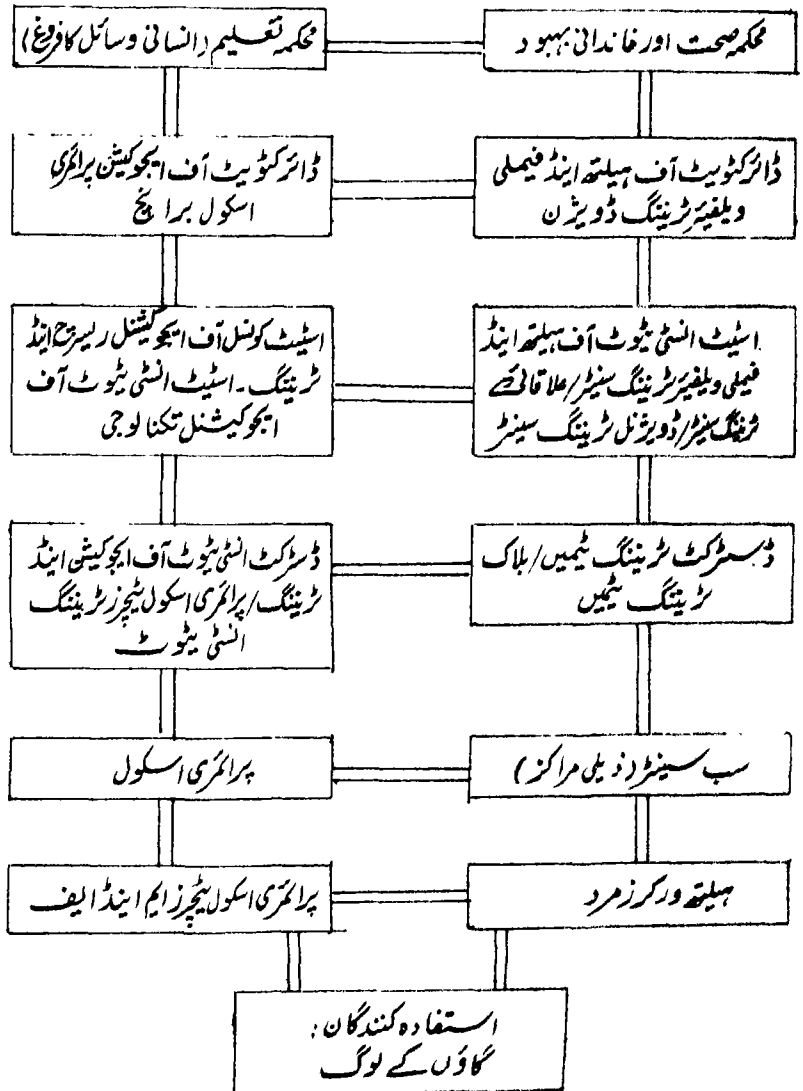 محکمہ صحت اور خاندانی بہبود
محکمہ تعلیم (انسانی وسائل کا فروغ)
ڈائرکٹوریٹ آف ہیلتھ اینڈ فیملی
ویلفیئر ٹریننگ ڈویژن
ڈائرکٹوریٹ آف ایجوکیشن پرائمری
اسکول برانچ
اسٹیٹ انسٹی ٹیوٹ آف ہیلتھ اینڈ
فیملی ویلفیئر ٹریننگ سنیٹر/علاقائی
ٹریننگ سنیٹر/ڈویژنل ٹریننگ سینٹر
اسٹیٹ کونسل آف ایجوکیشنل ریسرچ اینڈ
ٹریننگ۔ اسٹیٹ انسٹی ٹیوٹ آف
ایجوکیشنل تکنالوجی
ڈسٹرکٹ ٹریننگ ٹیمیں/بلاک
ٹریننگ ٹیمیں
ڈسٹرکٹ انسٹی ٹیوٹ آف ایجوکیشن اینڈ
ٹریننگ/پرائمری اسکول ٹیچرز ٹریننگ
انسٹی ٹیوٹ
سب سینٹر (ذیلی مراکز)
پرائمری اسکول
ہیلتھ ورکرز مرد
پرائمری اسکول ٹیچرز ایم اینڈ ایف
استفادہ کنندگان:
گاؤں کے لوگ